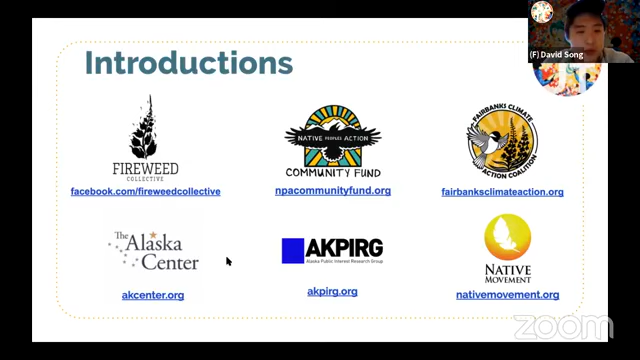 Introductions
(F) David Song
FIREWEED
COLLECTIVE
facebook.com/fireweedcollective
NATIVE PEOPLES ACTION
COMMUNITY FUND
npacommunityfund.org
FAIRBANKS CLIMATE
ACTION COALITION
fairbanksclimateaction.org
The Alaska
Center
akcenter.org
AKPIRG
Alaska Public Interest Research Group
akpirg.org
NATIVE
MOVEMENT
nativemovement.org
zoom